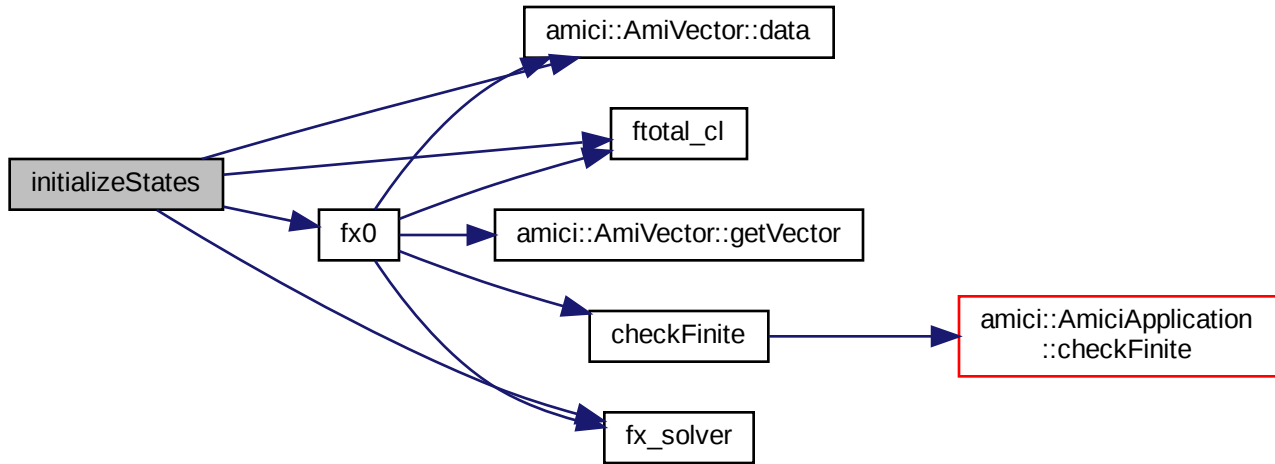 amici::AmiVector::data
ftotal_cl
initializeStates
fx0
amici::AmiVector::getVector
checkFinite
amici::AmiciApplication
::checkFinite
fx_solver